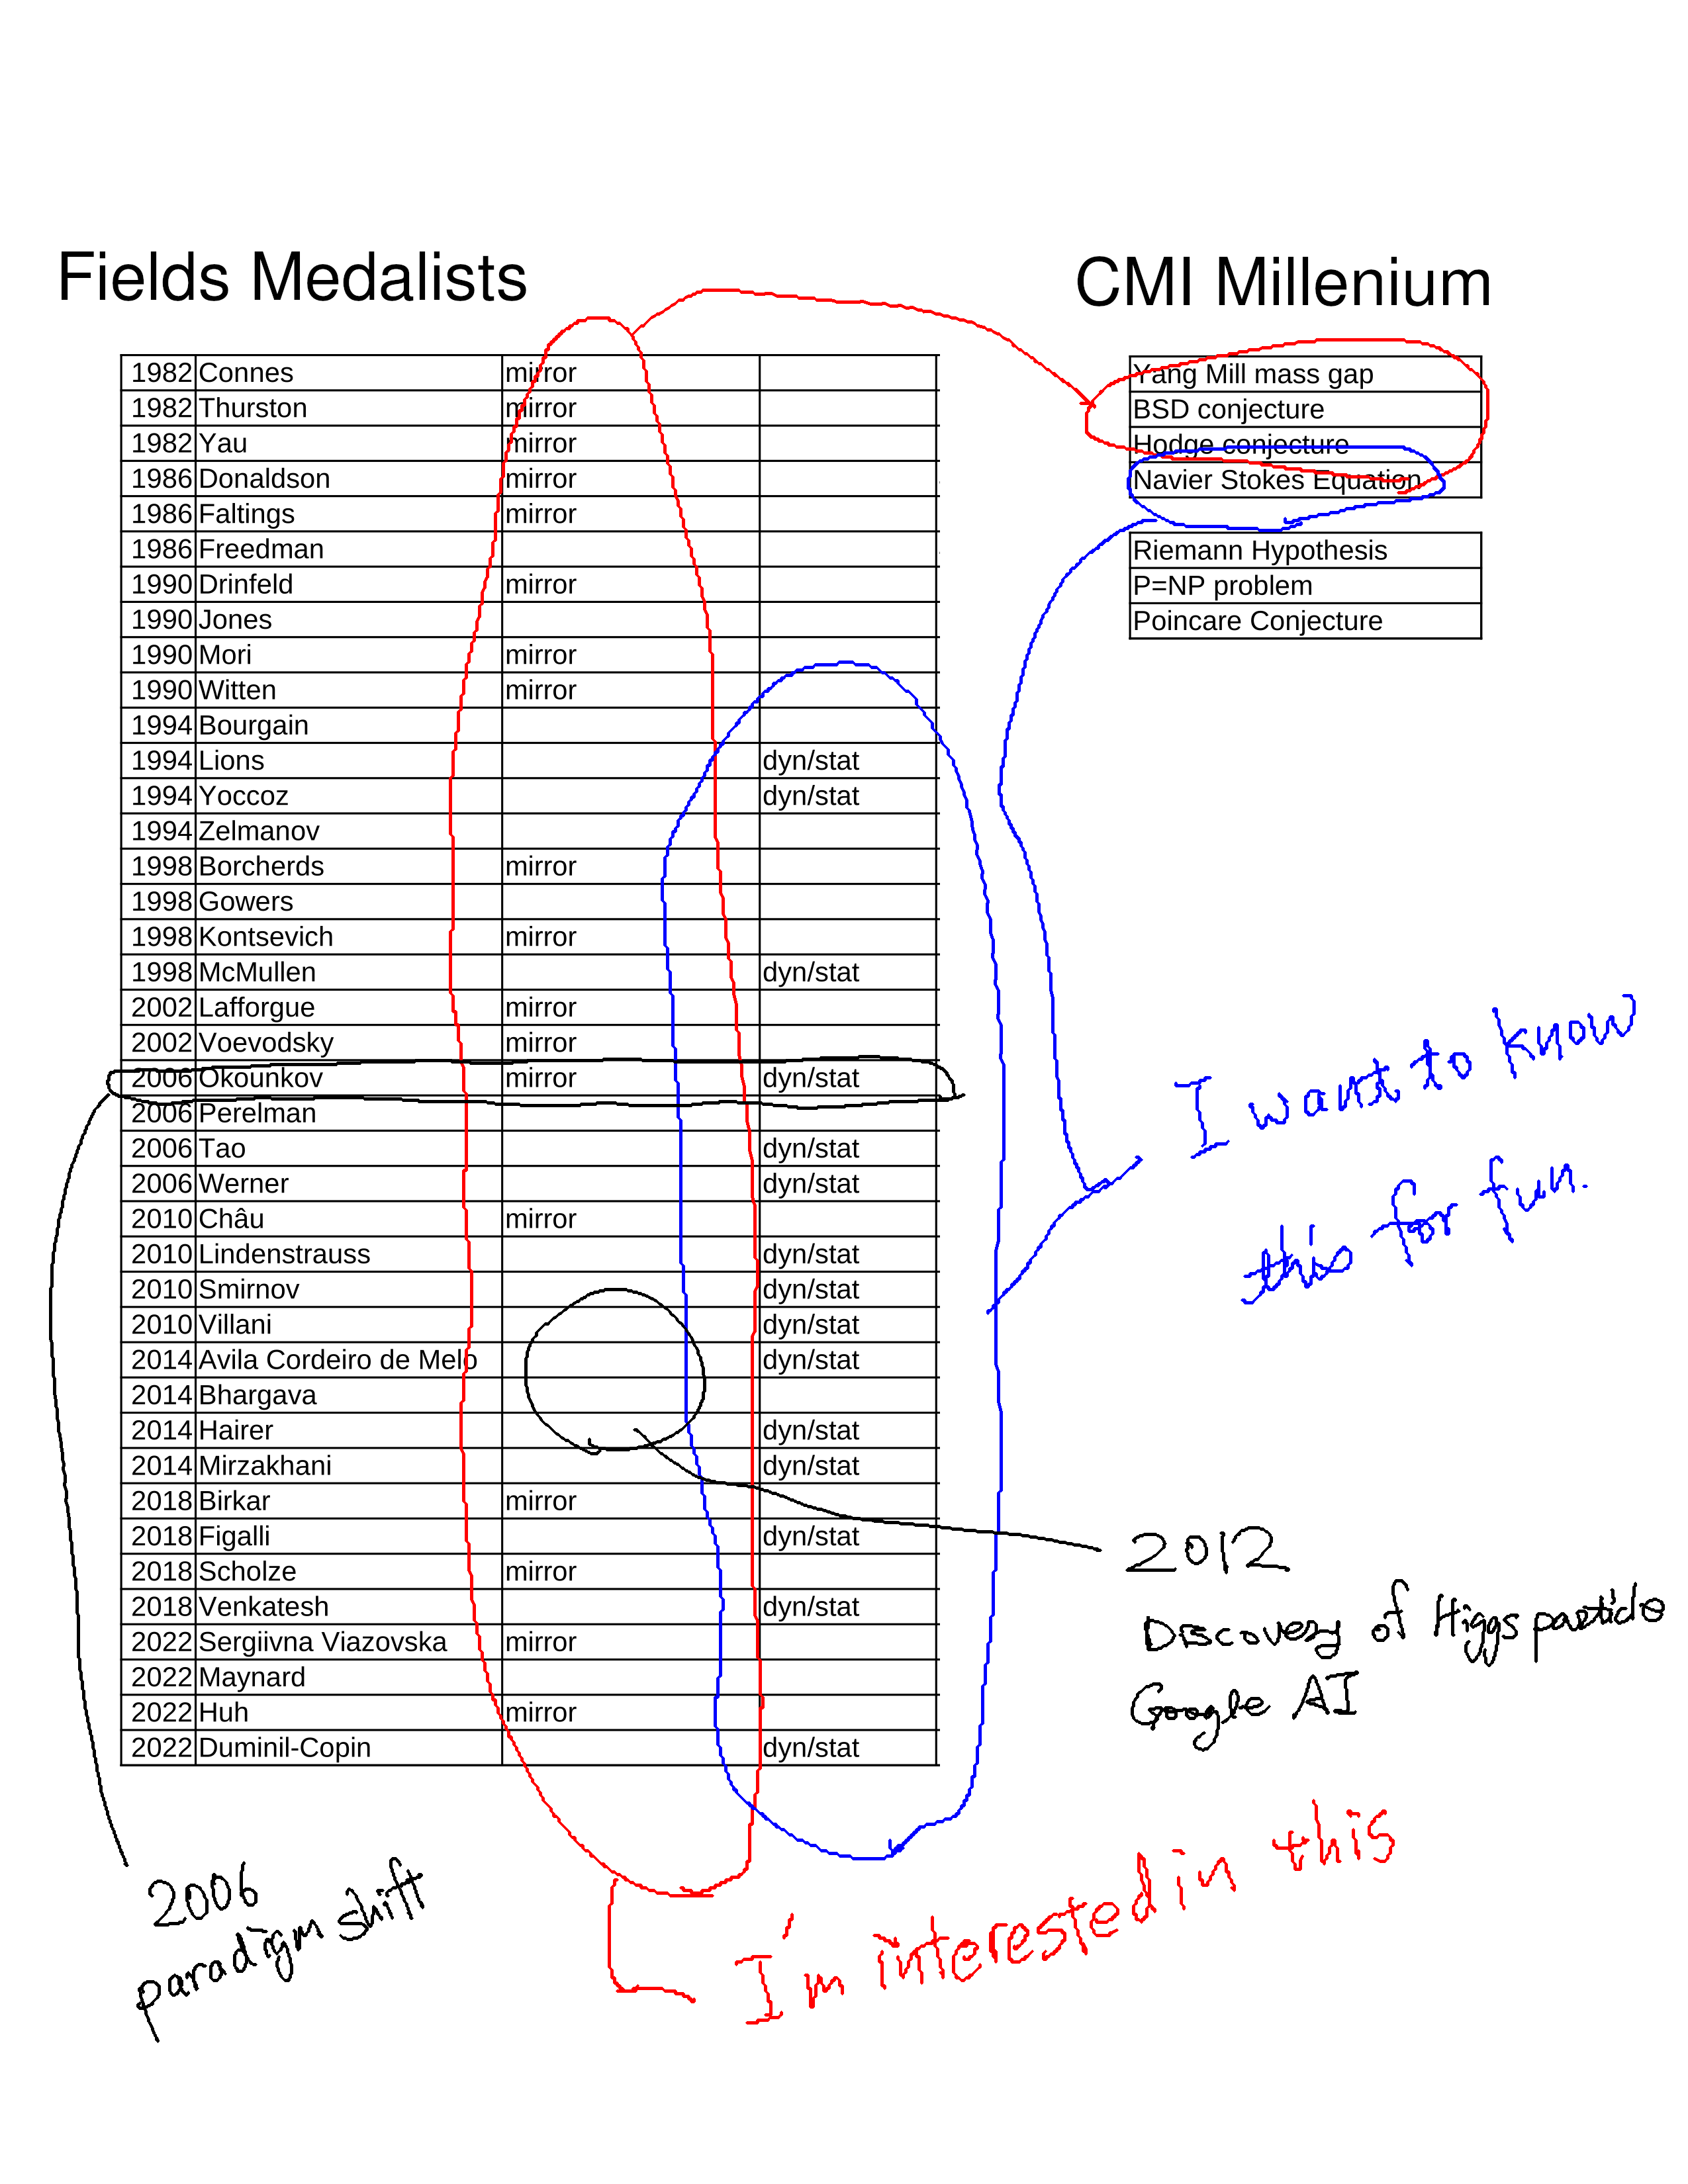 Fields Medalists
CMI Millenium
1982 Connes mirror
1982 Thurston mirror
1982 Yau mirror
1986 Donaldson mirror
1986 Faltings mirror
1986 Freedman
1990 Drinfeld mirror
1990 Jones
1990 Mori mirror
1990 Witten mirror
1994 Bourgain
1994 Lions dyn/stat
1994 Yoccoz dyn/stat
1994 Zelmanov
1998 Borcherds mirror
1998 Gowers
1998 Kontsevich mirror
1998 McMullen dyn/stat
2002 Lafforgue mirror
2002 Voevodsky mirror
2006 Okounkov mirror dyn/stat
2006 Perelman
2006 Tao dyn/stat
2006 Werner dyn/stat
2010 Châu mirror
2010 Lindenstrauss dyn/stat
2010 Smirnov dyn/stat
2010 Villani dyn/stat
2014 Avila Cordeiro de Melo dyn/stat
2014 Bhargava
2014 Hairer dyn/stat
2014 Mirzakhani dyn/stat
2018 Birkar mirror
2018 Figalli dyn/stat
2018 Scholze mirror
2018 Venkatesh dyn/stat
2022 Sergiivna Viazovska mirror
2022 Maynard
2022 Huh mirror
2022 Duminil-Copin dyn/stat
Yang Mill mass gap
BSD conjecture
Hodge conjecture
Navier Stokes Equation
Riemann Hypothesis
P=NP problem
Poincare Conjecture
I want to know
this for fun.
2012
Discovery of Higgs particle
Google AI
2006
paradigm shift
I'm interested in this